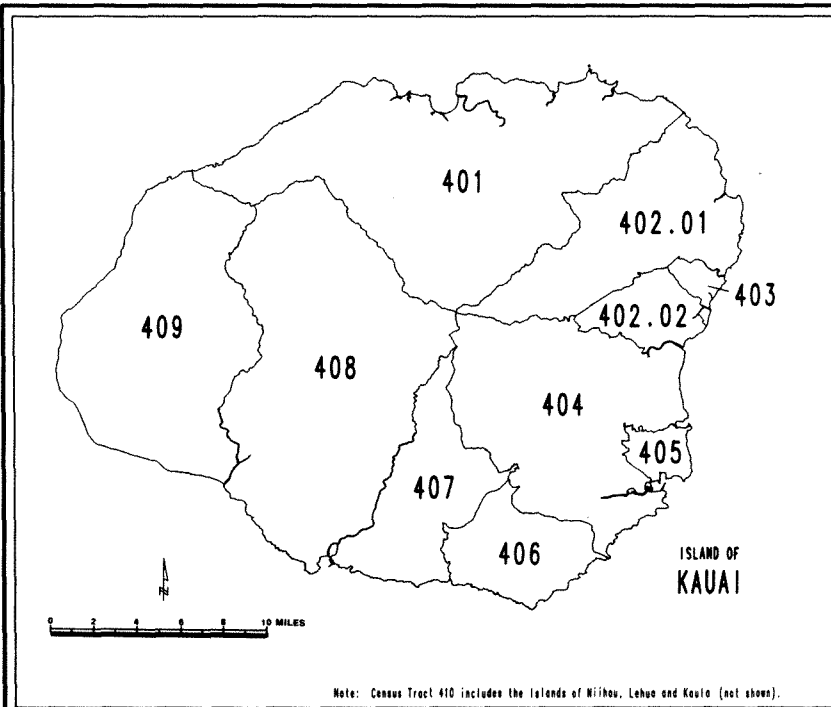 401
402.01
403
402.02
409
408
404
405
407
406
ISLAND OF
KAUAI
N
0 2 4 6 8 10 MILES
Note: Census Tract 410 includes the Islands of Niihau, Lehua and Kaula (not shown).